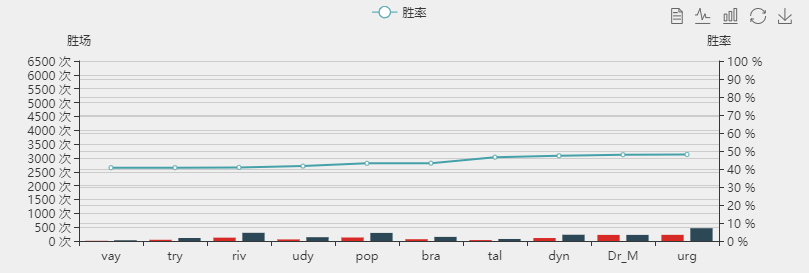 胜率
胜场 胜率
6500 次 100 %
6000 次 90 %
5500 次 80 %
5000 次 70 %
4500 次 60 %
4000 次 50 %
3500 次 40 %
3000 次 30 %
2500 次 20 %
2000 次 10 %
1500 次 0 %
1000 次
500 次
0 次
vay try riv udy pop bra tal dyn Dr_M urg